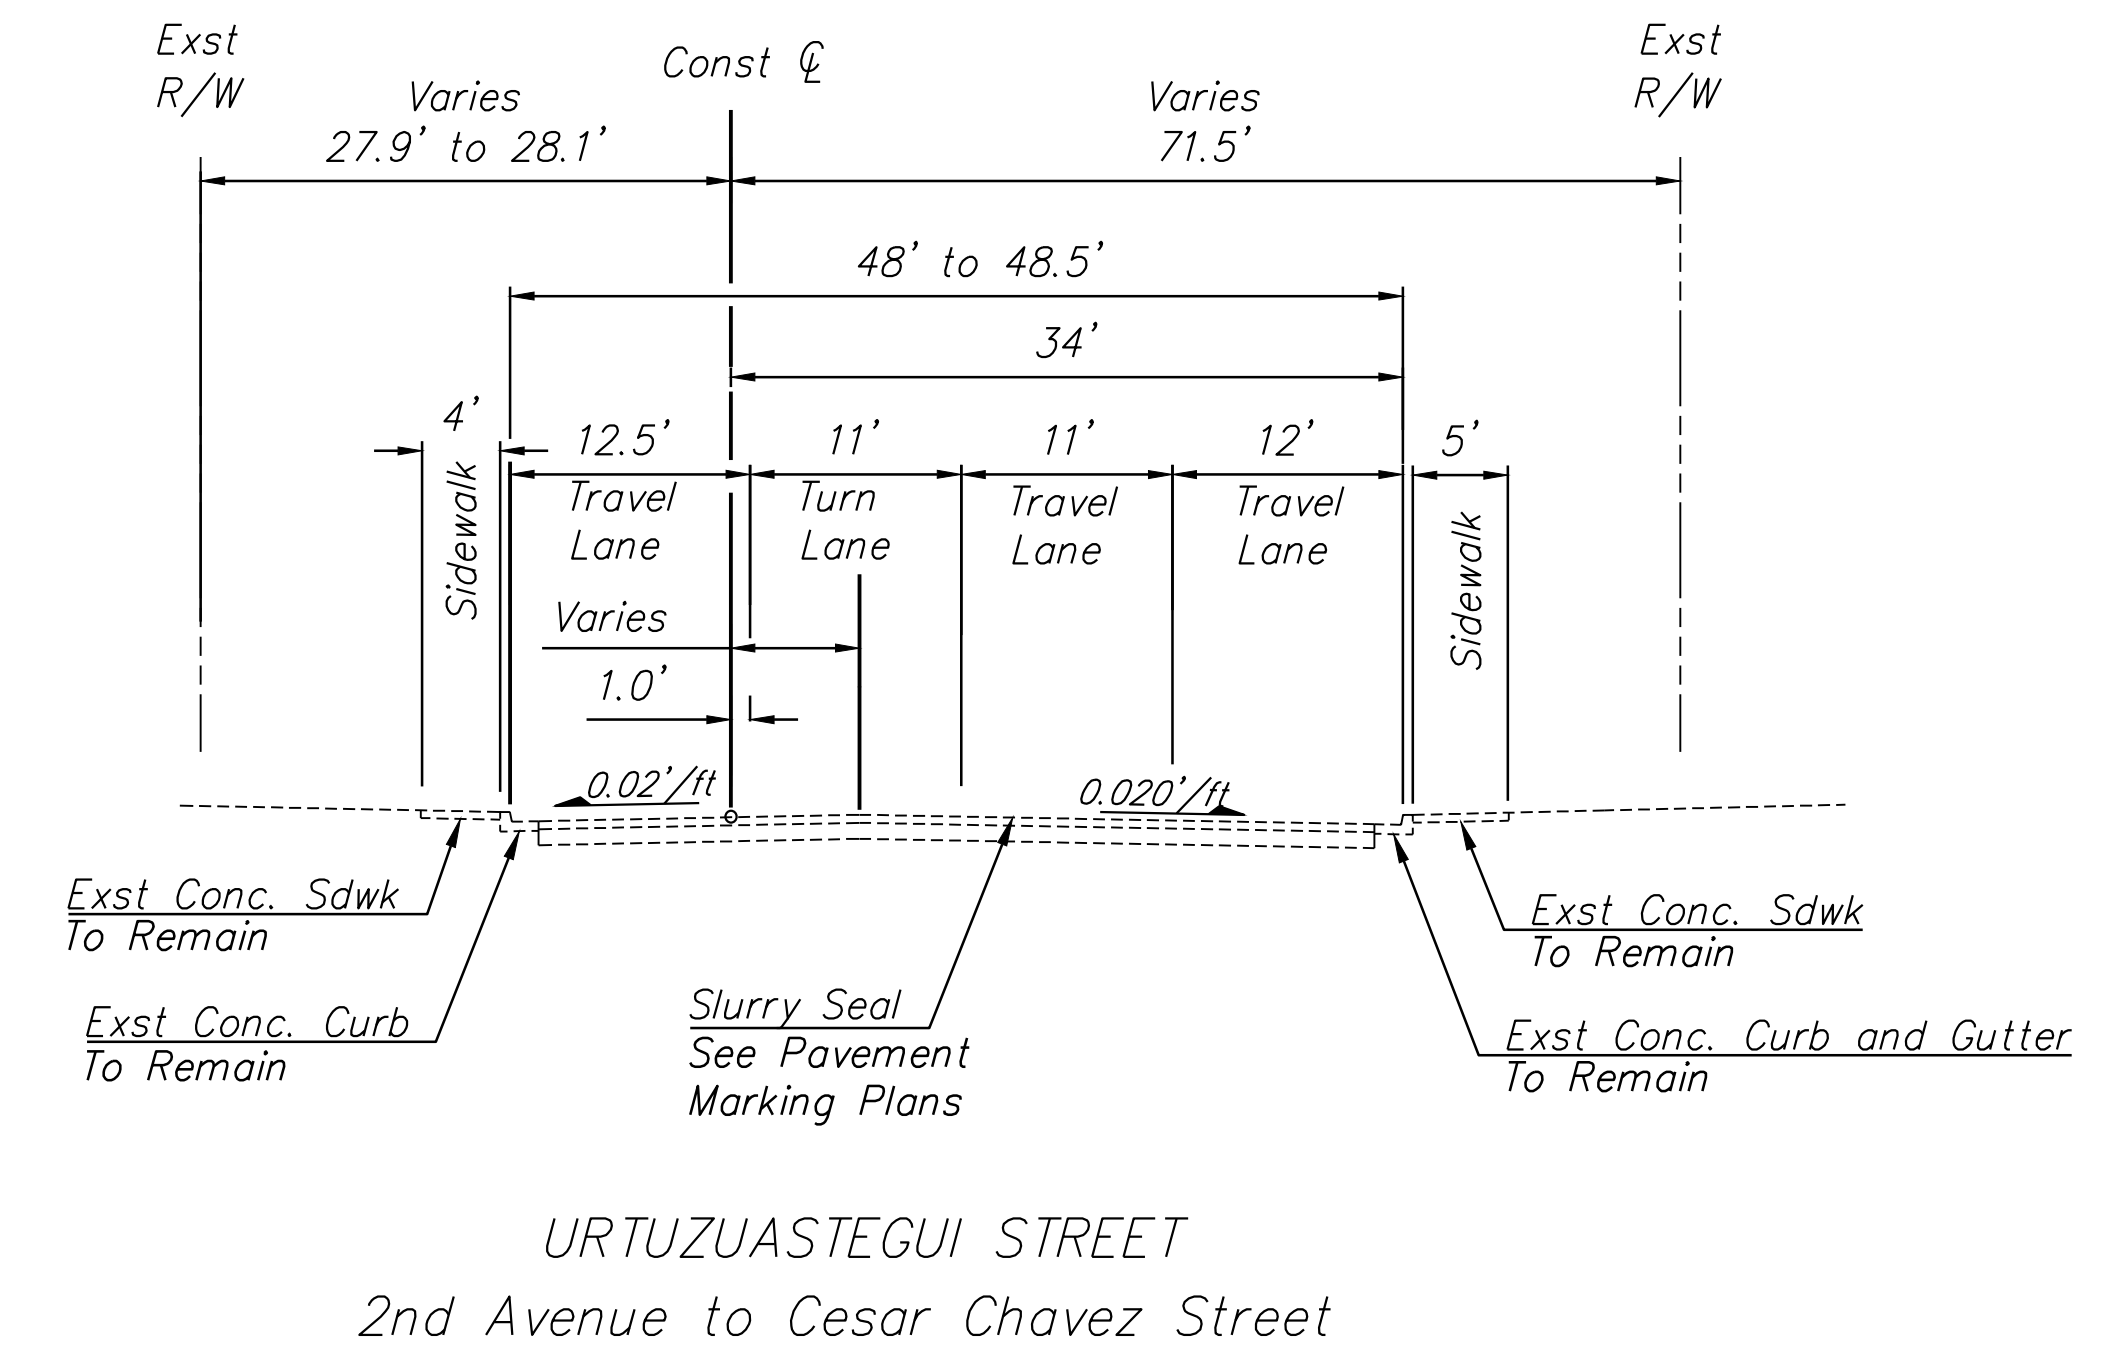 Exst
R/W
Const ℄
Exst
R/W
Varies
27.9' to 28.1'
Varies
71.5'
48' to 48.5'
34'
4'
12.5'
11'
11'
12'
5'
Sidewalk
Travel
Lane
Turn
Lane
Travel
Lane
Travel
Lane
Sidewalk
Varies
1.0'
0.02'/ft
0.020'/ft
Exst Conc. Sdwk
To Remain
Exst Conc. Curb
To Remain
Slurry Seal
See Pavement
Marking Plans
Exst Conc. Sdwk
To Remain
Exst Conc. Curb and Gutter
To Remain
URTUZUASTEGUI STREET
2nd Avenue to Cesar Chavez Street